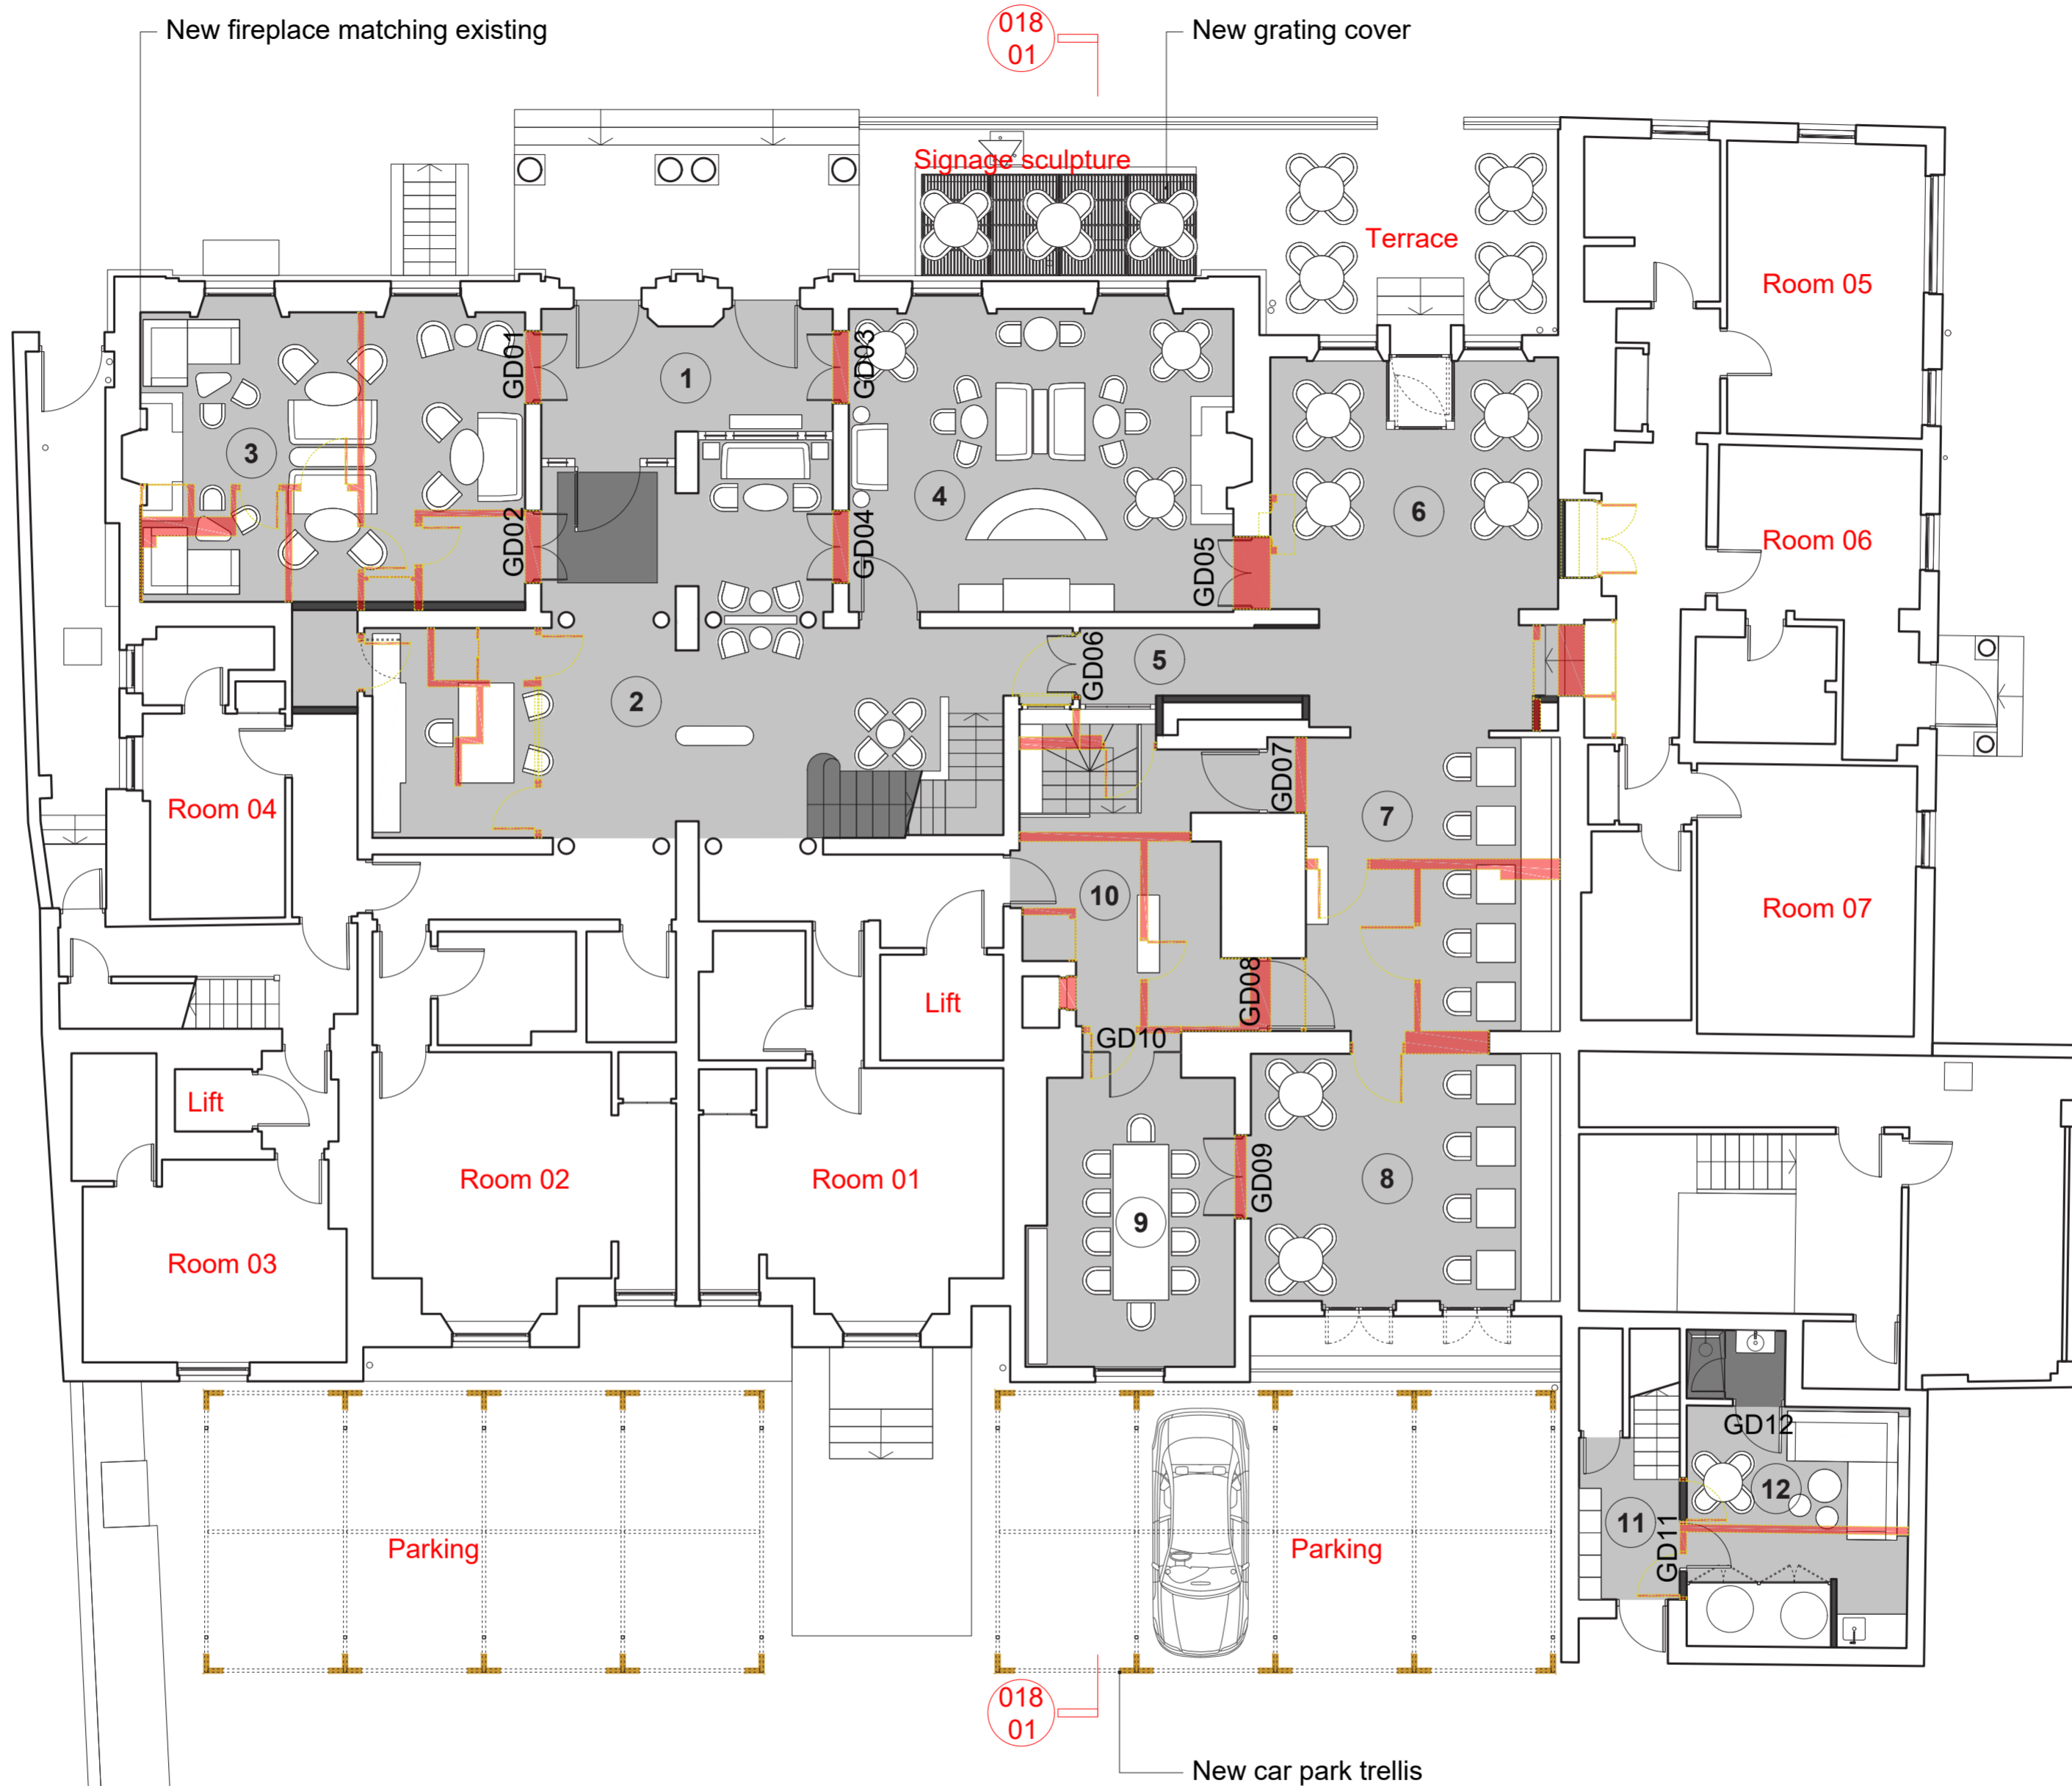 New fireplace matching existing
018
01
New grating cover
Signage sculpture
Terrace
Room 05
GD01
1
GD03
3
4
6
GD02
GD04
GD05
Room 06
5
GD06
2
GD07
7
Room 04
10
Room 07
GD08
Lift
GD10
Lift
Room 02
Room 01
GD09
8
9
Room 03
GD12
12
11
GD11
Parking
Parking
018
01
New car park trellis